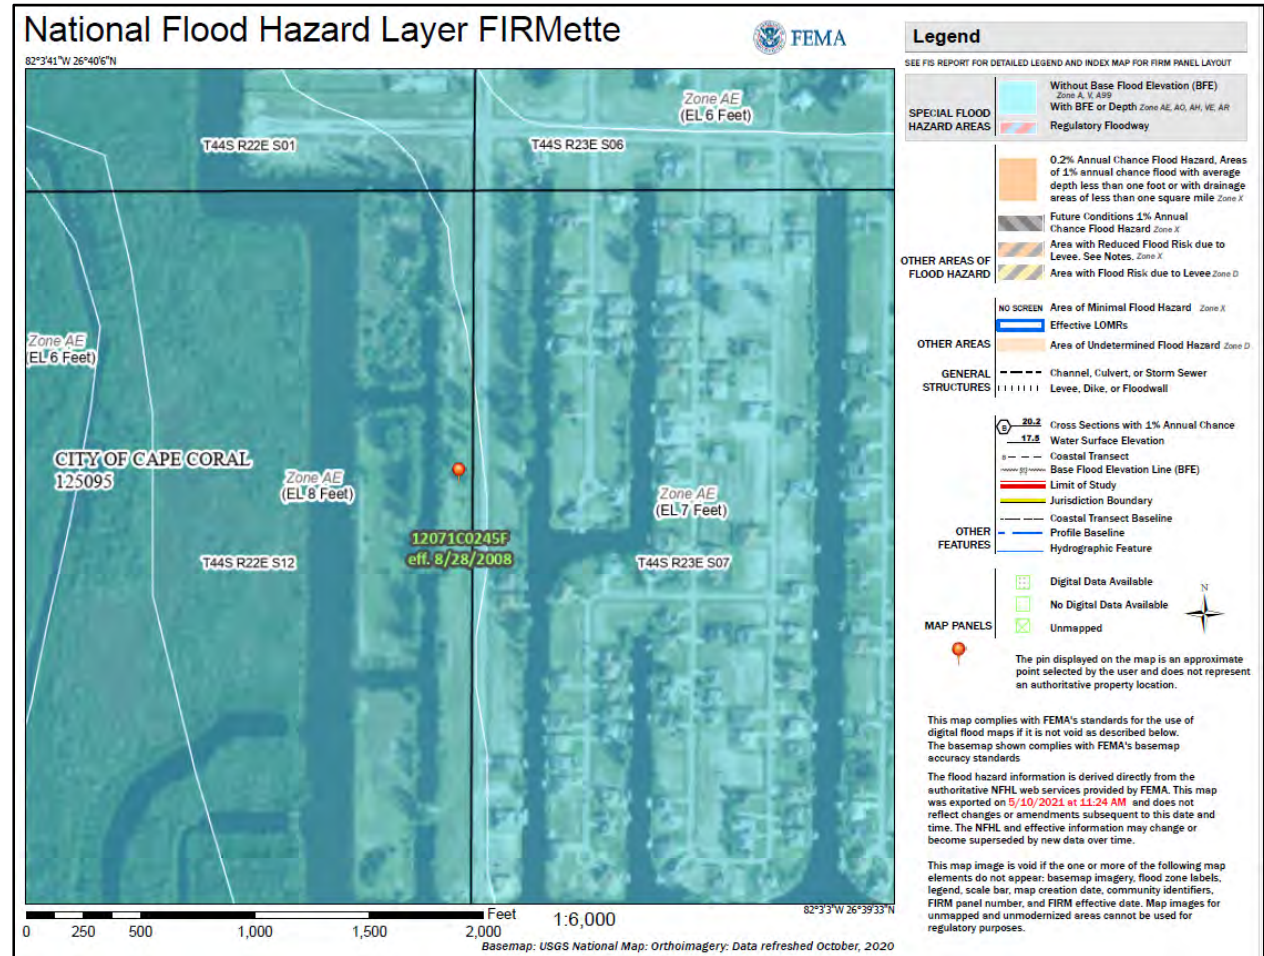 National Flood Hazard Layer FIRMette
FEMA
82°3'41"W 26°40'6"N
Zone AE
(EL 6 Feet)
T44S R22E S01
T44S R23E S06
Zone AE
(EL 6 Feet)
CITY OF CAPE CORAL
125095
Zone AE
(EL 8 Feet)
Zone AE
(EL 7 Feet)
12071C0245F
eff. 8/28/2008
T44S R22E S12
T44S R23E S07
82°3'3"W 26°39'33"N
Feet
1:6,000
0 250 500 1,000 1,500 2,000
Basemap: USGS National Map: Orthoimagery: Data refreshed October, 2020
Legend
SEE FIS REPORT FOR DETAILED LEGEND AND INDEX MAP FOR FIRM PANEL LAYOUT
SPECIAL FLOOD
HAZARD AREAS
Without Base Flood Elevation (BFE)
Zone A, V, A99
With BFE or Depth Zone AE, AO, AH, VE, AR
Regulatory Floodway
OTHER AREAS OF
FLOOD HAZARD
0.2% Annual Chance Flood Hazard, Areas
of 1% annual chance flood with average
depth less than one foot or with drainage
areas of less than one square mile Zone X
Future Conditions 1% Annual
Chance Flood Hazard Zone X
Area with Reduced Flood Risk due to
Levee. See Notes. Zone X
Area with Flood Risk due to Levee Zone D
OTHER AREAS
NO SCREEN Area of Minimal Flood Hazard Zone X
Effective LOMRs
Area of Undetermined Flood Hazard Zone D
GENERAL
STRUCTURES
Channel, Culvert, or Storm Sewer
Levee, Dike, or Floodwall
OTHER
FEATURES
B 20.2 Cross Sections with 1% Annual Chance
17.5 Water Surface Elevation
8 Coastal Transect
513 Base Flood Elevation Line (BFE)
Limit of Study
Jurisdiction Boundary
Coastal Transect Baseline
Profile Baseline
Hydrographic Feature
MAP PANELS
Digital Data Available
No Digital Data Available
Unmapped
N
The pin displayed on the map is an approximate
point selected by the user and does not represent
an authoritative property location.
This map complies with FEMA's standards for the use of
digital flood maps if it is not void as described below.
The basemap shown complies with FEMA's basemap
accuracy standards
The flood hazard information is derived directly from the
authoritative NFHL web services provided by FEMA. This map
was exported on 5/10/2021 at 11:24 AM and does not
reflect changes or amendments subsequent to this date and
time. The NFHL and effective information may change or
become superseded by new data over time.
This map image is void if the one or more of the following map
elements do not appear: basemap imagery, flood zone labels,
legend, scale bar, map creation date, community identifiers,
FIRM panel number, and FIRM effective date. Map images for
unmapped and unmodernized areas cannot be used for
regulatory purposes.